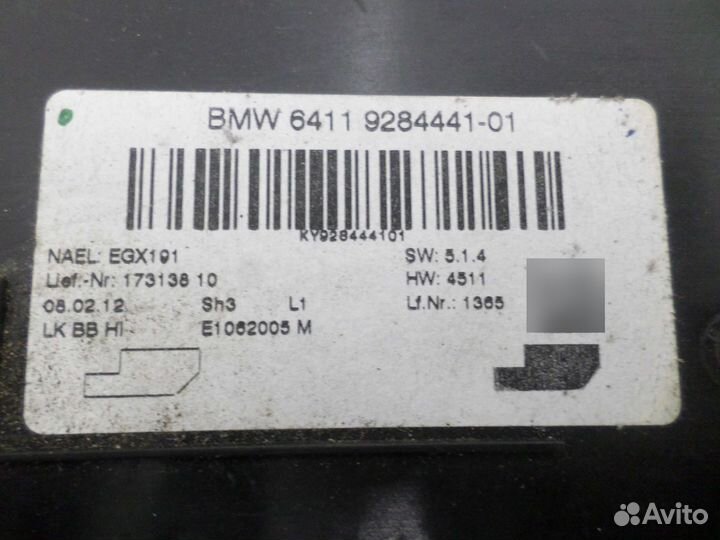 BMW 6411 9284441-01
KY928444101
NAEL: EGX191 SW: 5.1.4
Lief.-Nr: 173138 10 HW: 4511
08.02.12 Sh3 L1 Lf.Nr.: 1365
LK BB HI E1062005 M
Avito